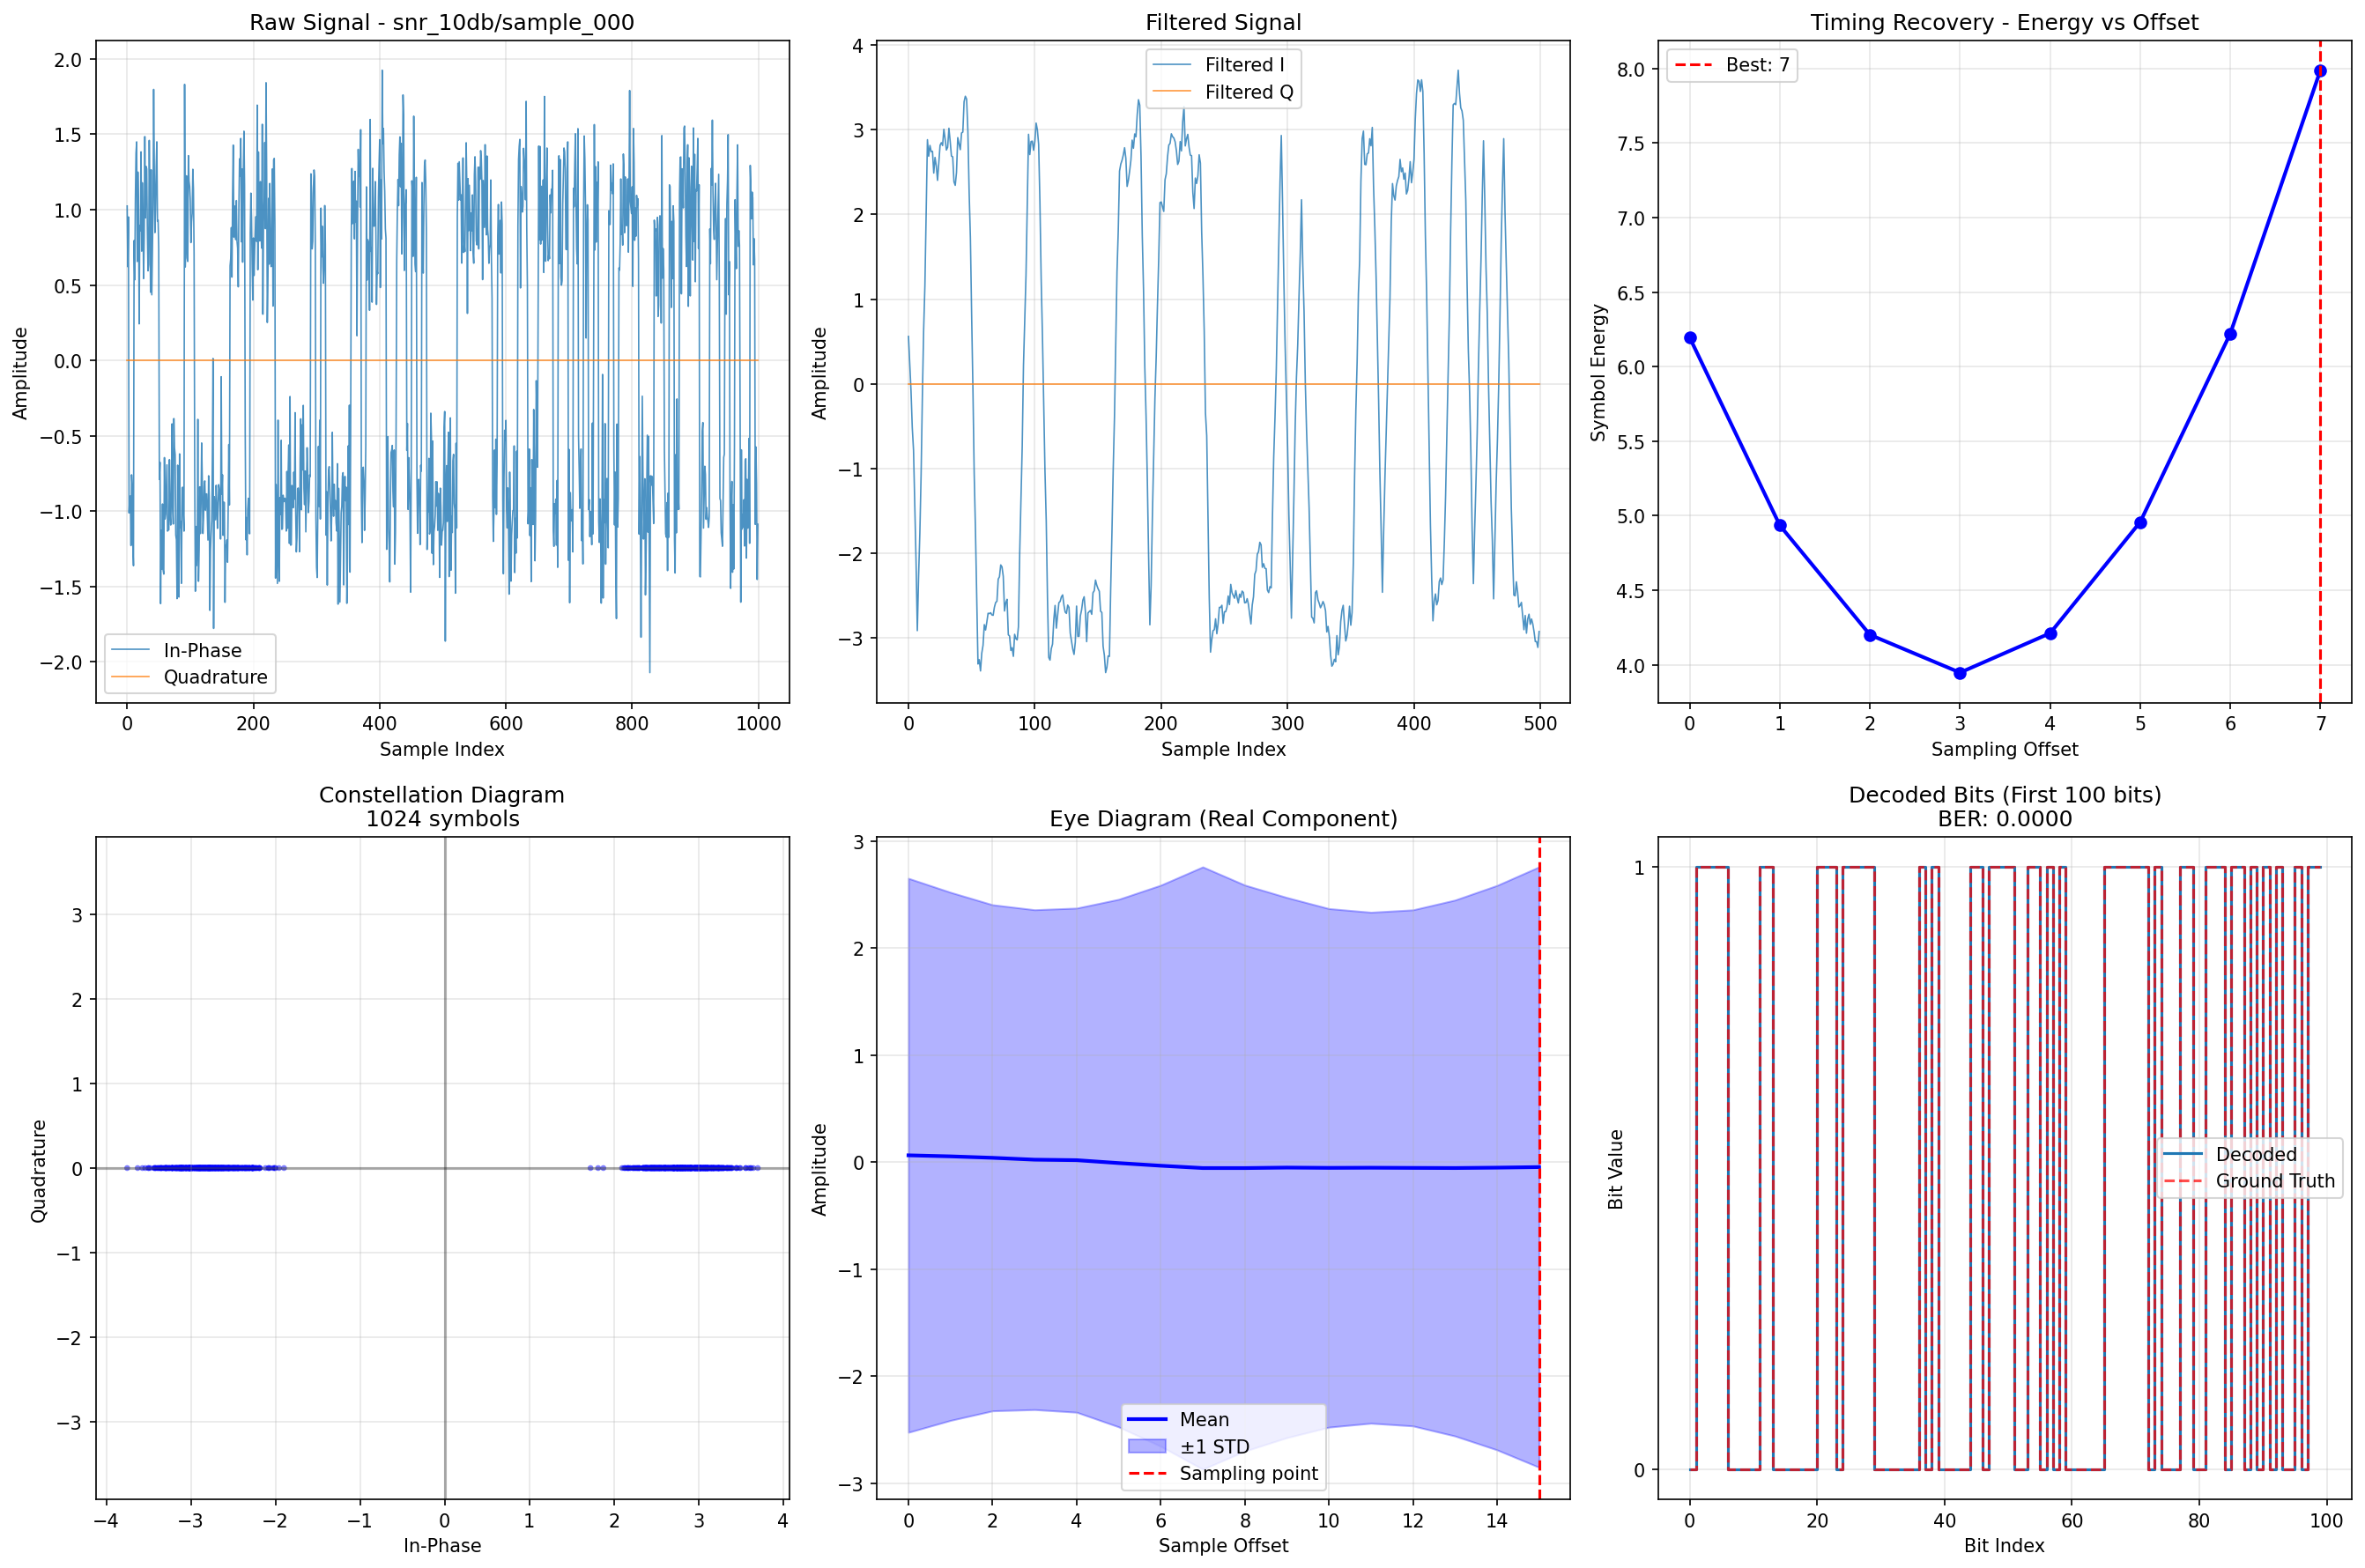 Raw Signal - snr_10db/sample_000
2.0
1.5
1.0
0.5
0.0
−0.5
−1.0
−1.5
−2.0
Amplitude
In-Phase
Quadrature
0
200
400
600
800
1000
Sample Index
Filtered Signal
4
3
2
1
0
−1
−2
−3
Amplitude
Filtered I
Filtered Q
0
100
200
300
400
500
Sample Index
Timing Recovery - Energy vs Offset
8.0
7.5
7.0
6.5
6.0
5.5
5.0
4.5
4.0
Symbol Energy
Best: 7
0
1
2
3
4
5
6
7
Sampling Offset
Constellation Diagram
1024 symbols
3
2
1
0
−1
−2
−3
Quadrature
−4
−3
−2
−1
0
1
2
3
4
In-Phase
Eye Diagram (Real Component)
3
2
1
0
−1
−2
−3
Amplitude
Mean
±1 STD
Sampling point
0
2
4
6
8
10
12
14
Sample Offset
Decoded Bits (First 100 bits)
BER: 0.0000
1
0
Bit Value
Decoded
Ground Truth
0
20
40
60
80
100
Bit Index